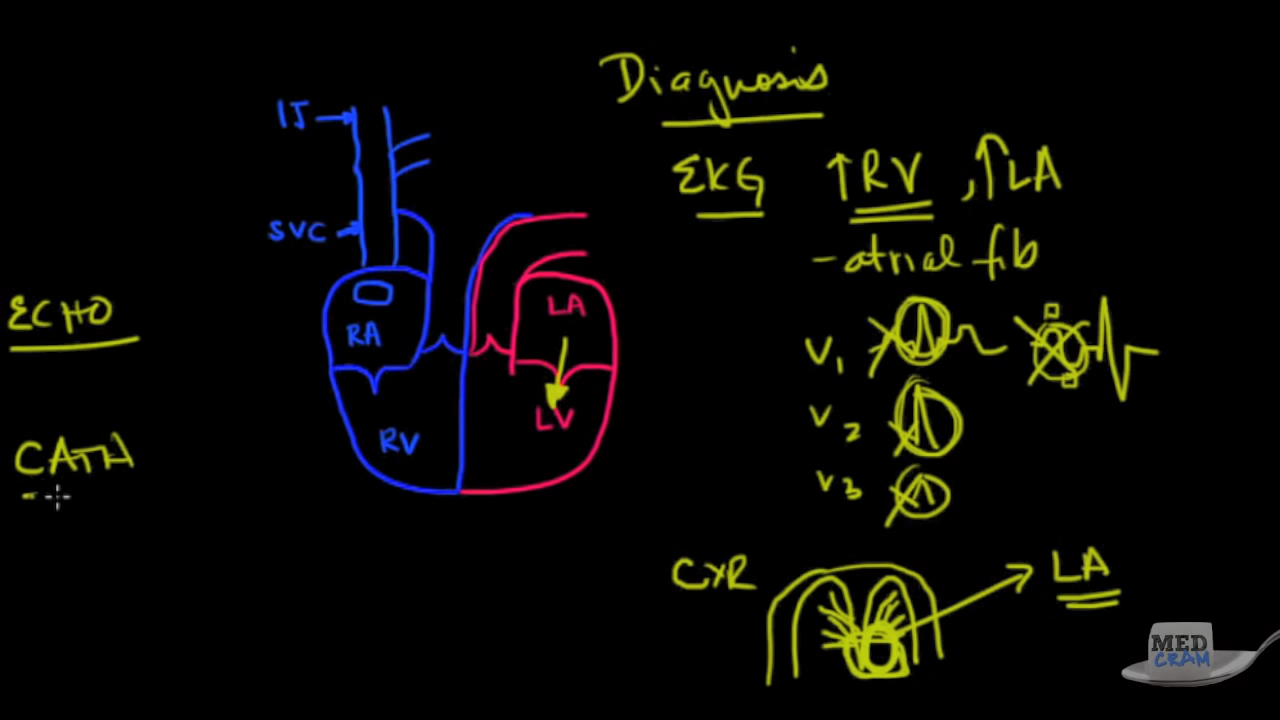 Diagnosis
EKG ↑RV, ↑LA
- atrial fib
V1
V2
V3
CXR
LA
IJ
SVC
RA
LA
RV
LV
ECHO
CATH
MED
CRAM